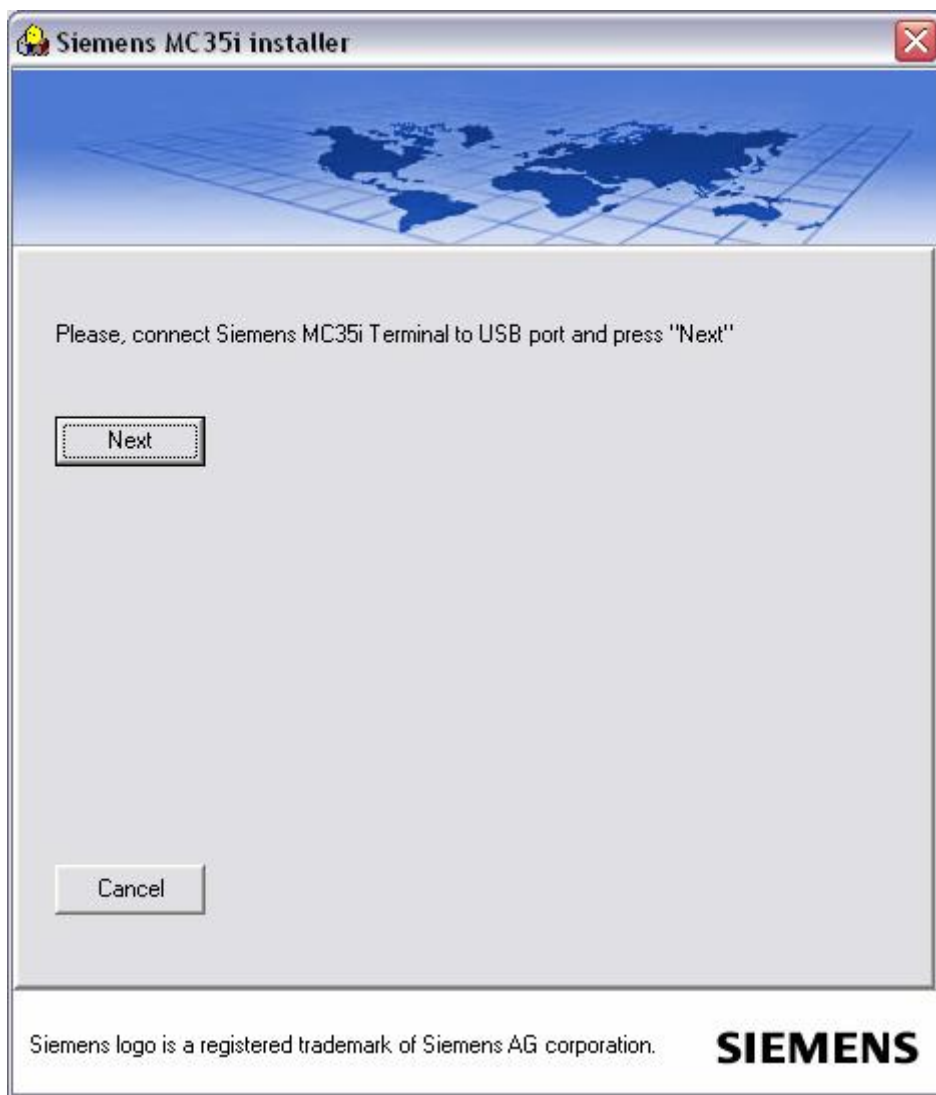 Siemens MC35i installer
Please, connect Siemens MC35i Terminal to USB port and press "Next"
Next
Cancel
Siemens logo is a registered trademark of Siemens AG corporation.
SIEMENS